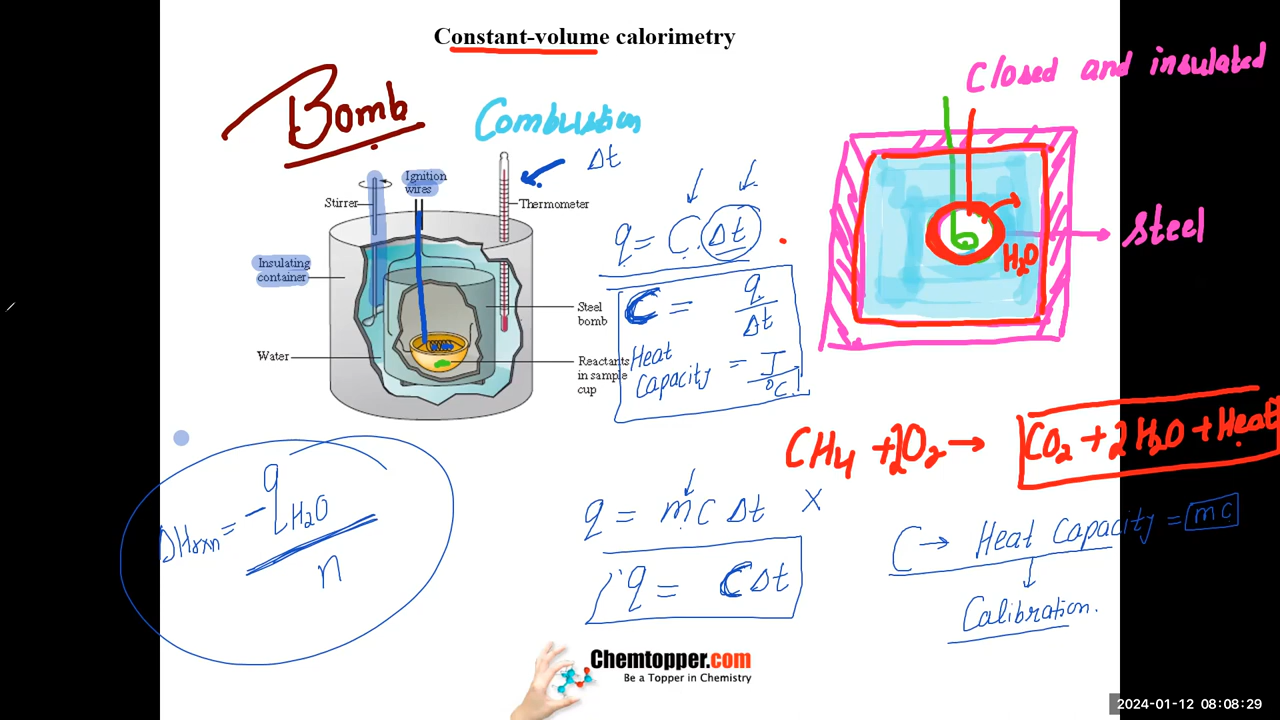 Constant-volume calorimetry
Closed and insulated
Bomb
Combustion
Δt
Ignition
wires
Stirrer
Thermometer
q = C . Δt
Steel
H₂O
Insulating
container
C = q/Δt
Steel
bomb
Heat
Capacity = J/°C
Water
Reactants
in sample
cup
CH4 + 2O2 → CO2 + 2H2O + Heat
ΔHrxn = -qH2O/n
q = mC Δt X
C → Heat Capacity = mc
q = CΔt
Calibration.
Chemtopper.com
Be a Topper in Chemistry
2024-01-12 08:08:29